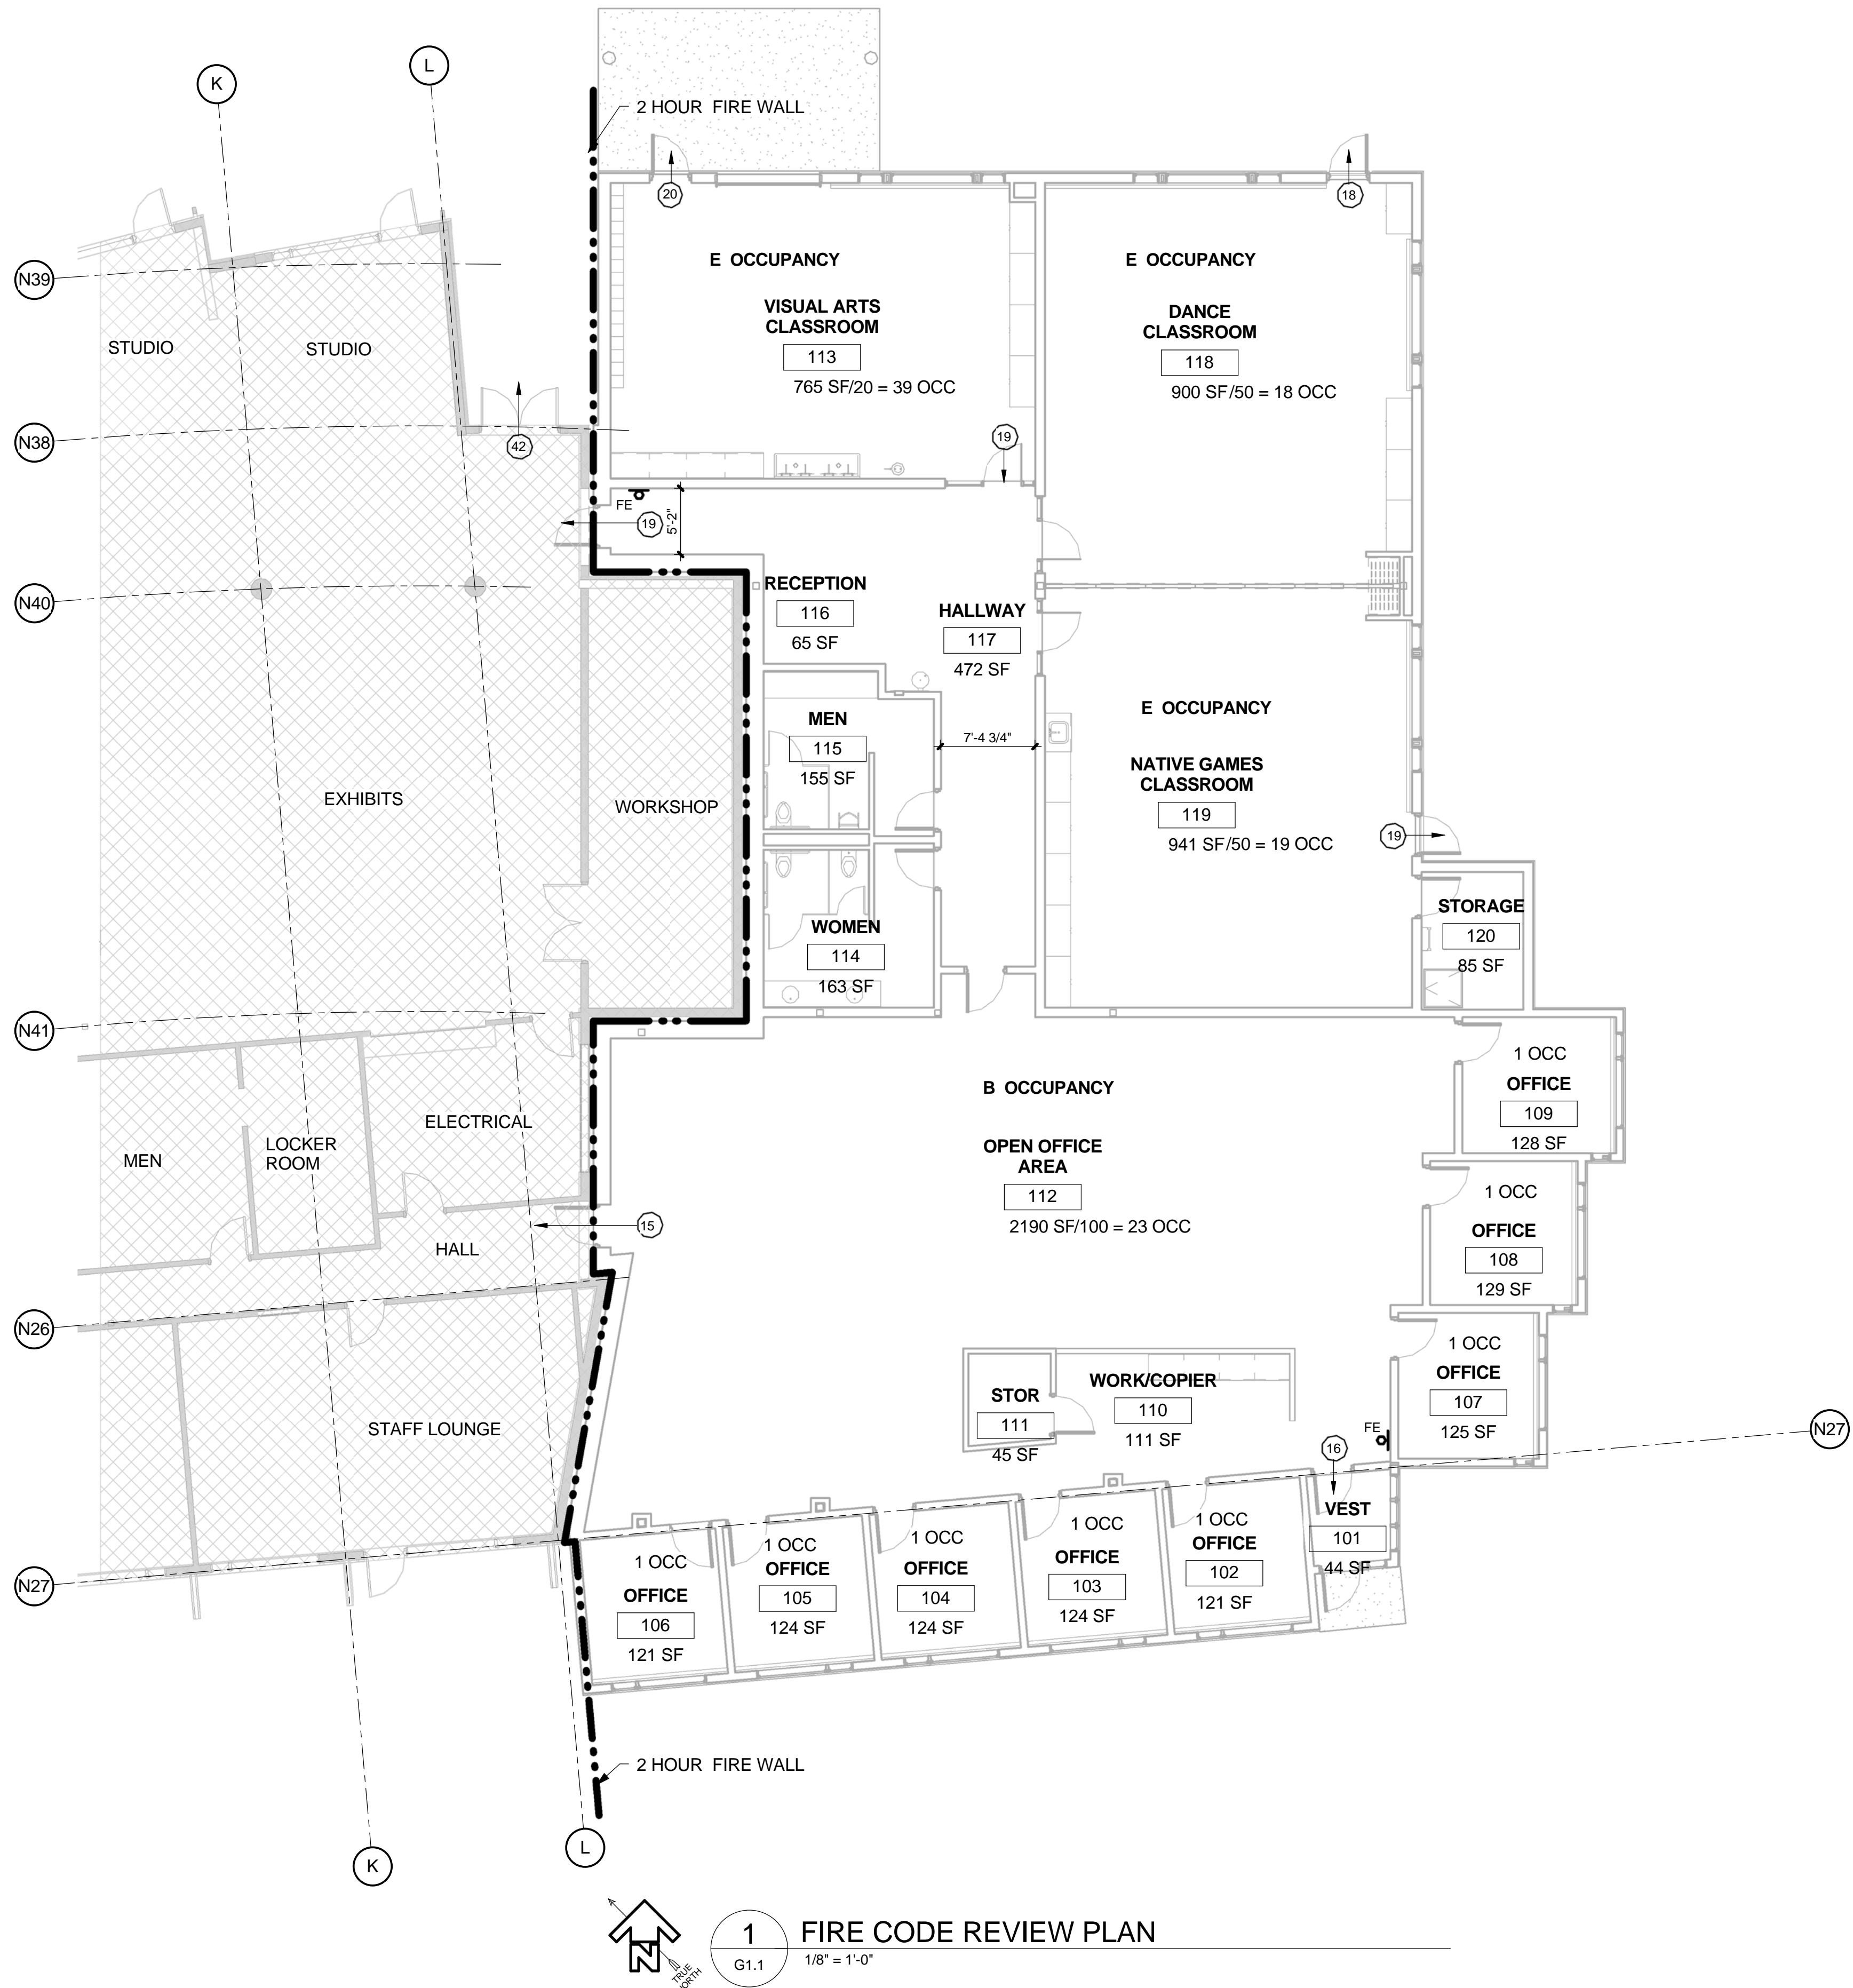 L
K
2 HOUR FIRE WALL
20
18
N39
E OCCUPANCY
E OCCUPANCY
VISUAL ARTS
CLASSROOM
113
765 SF/20 = 39 OCC
DANCE
CLASSROOM
118
900 SF/50 = 18 OCC
STUDIO
STUDIO
N38
42
19
FE
19
5'-2"
N40
RECEPTION
116
65 SF
HALLWAY
117
472 SF
MEN
115
155 SF
7'-4 3/4"
E OCCUPANCY
NATIVE GAMES
CLASSROOM
119
941 SF/50 = 19 OCC
19
EXHIBITS
WORKSHOP
WOMEN
114
163 SF
STORAGE
120
85 SF
N41
B OCCUPANCY
1 OCC
OFFICE
109
128 SF
MEN
LOCKER
ROOM
ELECTRICAL
OPEN OFFICE
AREA
112
2190 SF/100 = 23 OCC
1 OCC
OFFICE
108
129 SF
15
HALL
N26
STAFF LOUNGE
STOR
111
45 SF
WORK/COPIER
110
111 SF
1 OCC
OFFICE
107
125 SF
FE
N27
16
VEST
101
44 SF
1 OCC
OFFICE
106
121 SF
1 OCC
OFFICE
105
124 SF
1 OCC
OFFICE
104
124 SF
1 OCC
OFFICE
103
124 SF
1 OCC
OFFICE
102
121 SF
N27
2 HOUR FIRE WALL
L
K
N
TRUE
NORTH
1
G1.1
FIRE CODE REVIEW PLAN
1/8" = 1'-0"